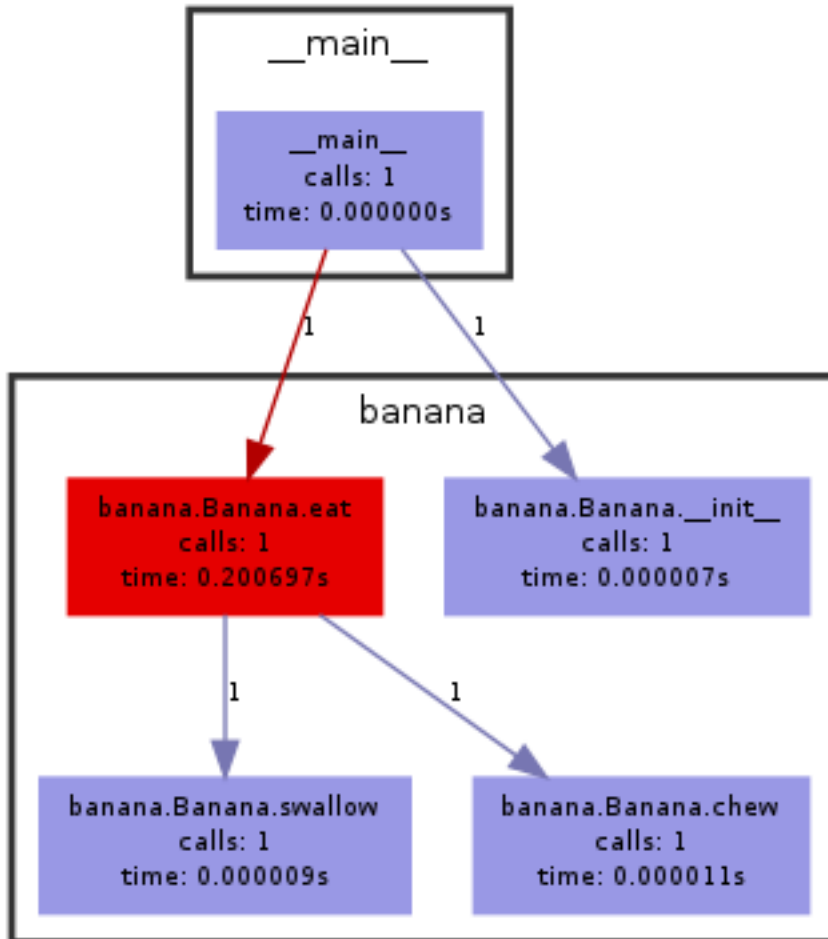 __main__
__main__
calls: 1
time: 0.000000s
1
1
banana
banana.Banana.eat
calls: 1
time: 0.200697s
banana.Banana.__init__
calls: 1
time: 0.000007s
1
1
banana.Banana.swallow
calls: 1
time: 0.000009s
banana.Banana.chew
calls: 1
time: 0.000011s